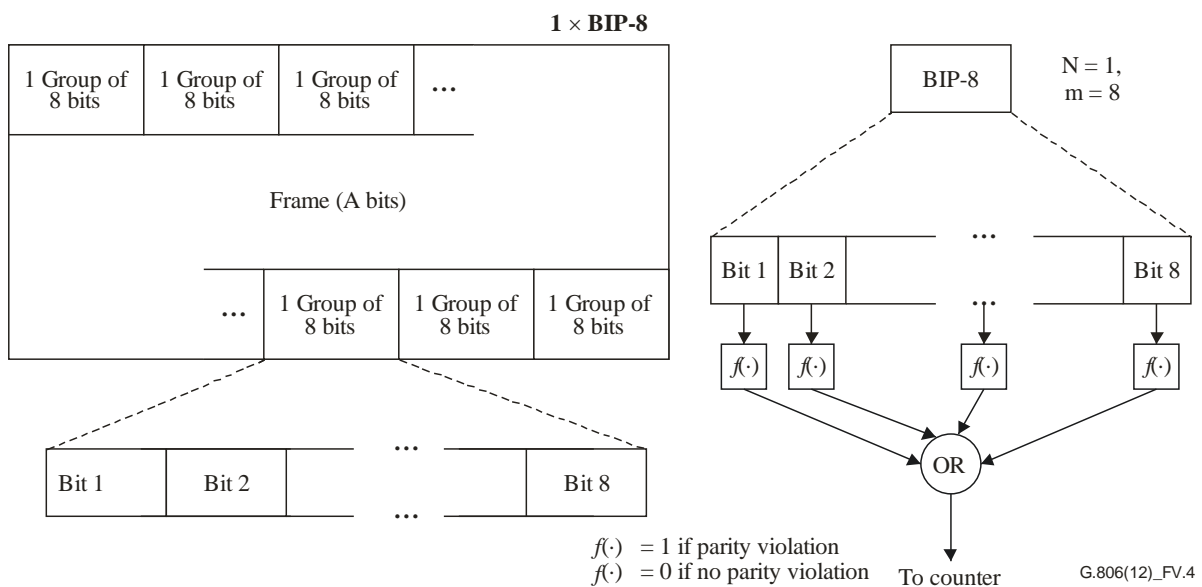 1 × BIP-8
1 Group of
8 bits
1 Group of
8 bits
1 Group of
8 bits
...
Frame (A bits)
...
1 Group of
8 bits
1 Group of
8 bits
1 Group of
8 bits
...
Bit 1
Bit 2
Bit 8
...
BIP-8
N = 1,
m = 8
...
Bit 1
Bit 2
Bit 8
...
f(·)
f(·)
f(·)
f(·)
OR
f(·) = 1 if parity violation
f(·) = 0 if no parity violation
To counter
G.806(12)_FV.4